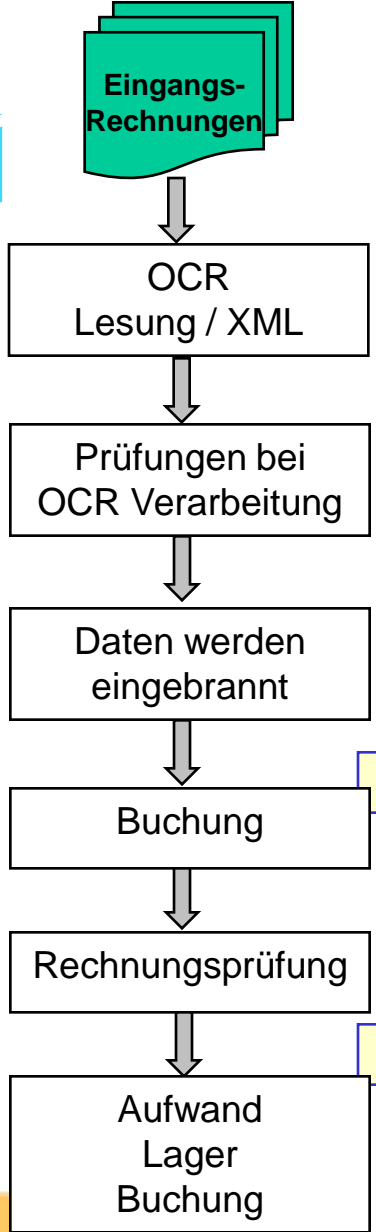 Eingangs-
Rechnungen
OCR
Lesung / XML
Prüfungen bei
OCR Verarbeitung
Daten werden
eingebrannt
Buchung
Rechnungsprüfung
Aufwand
Lager
Buchung